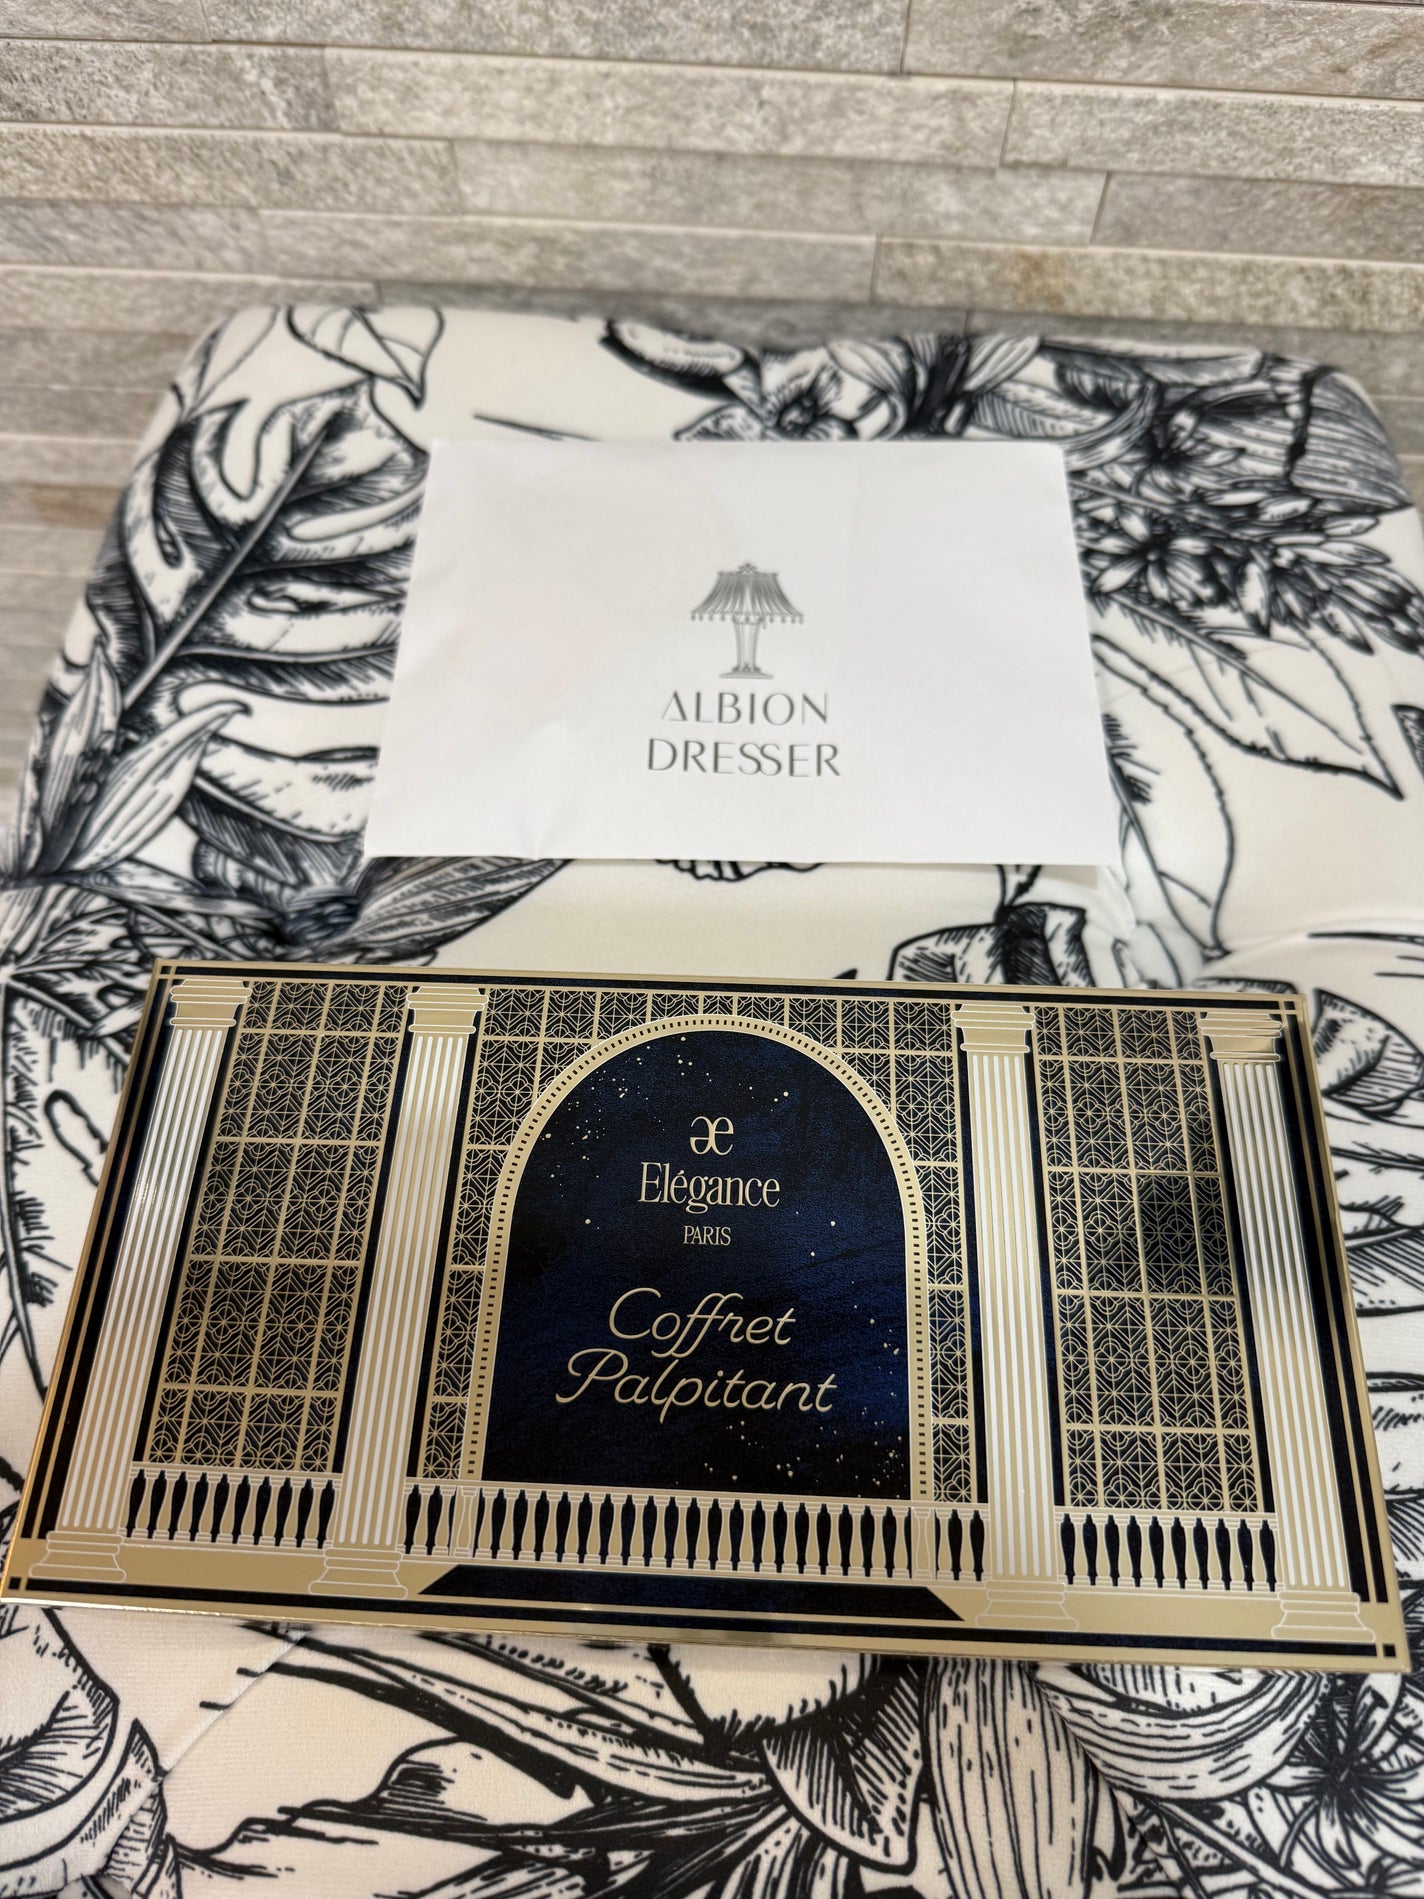 ALBION
DRESSER
æ
Elégance
PARIS
Coffret
Palpitant